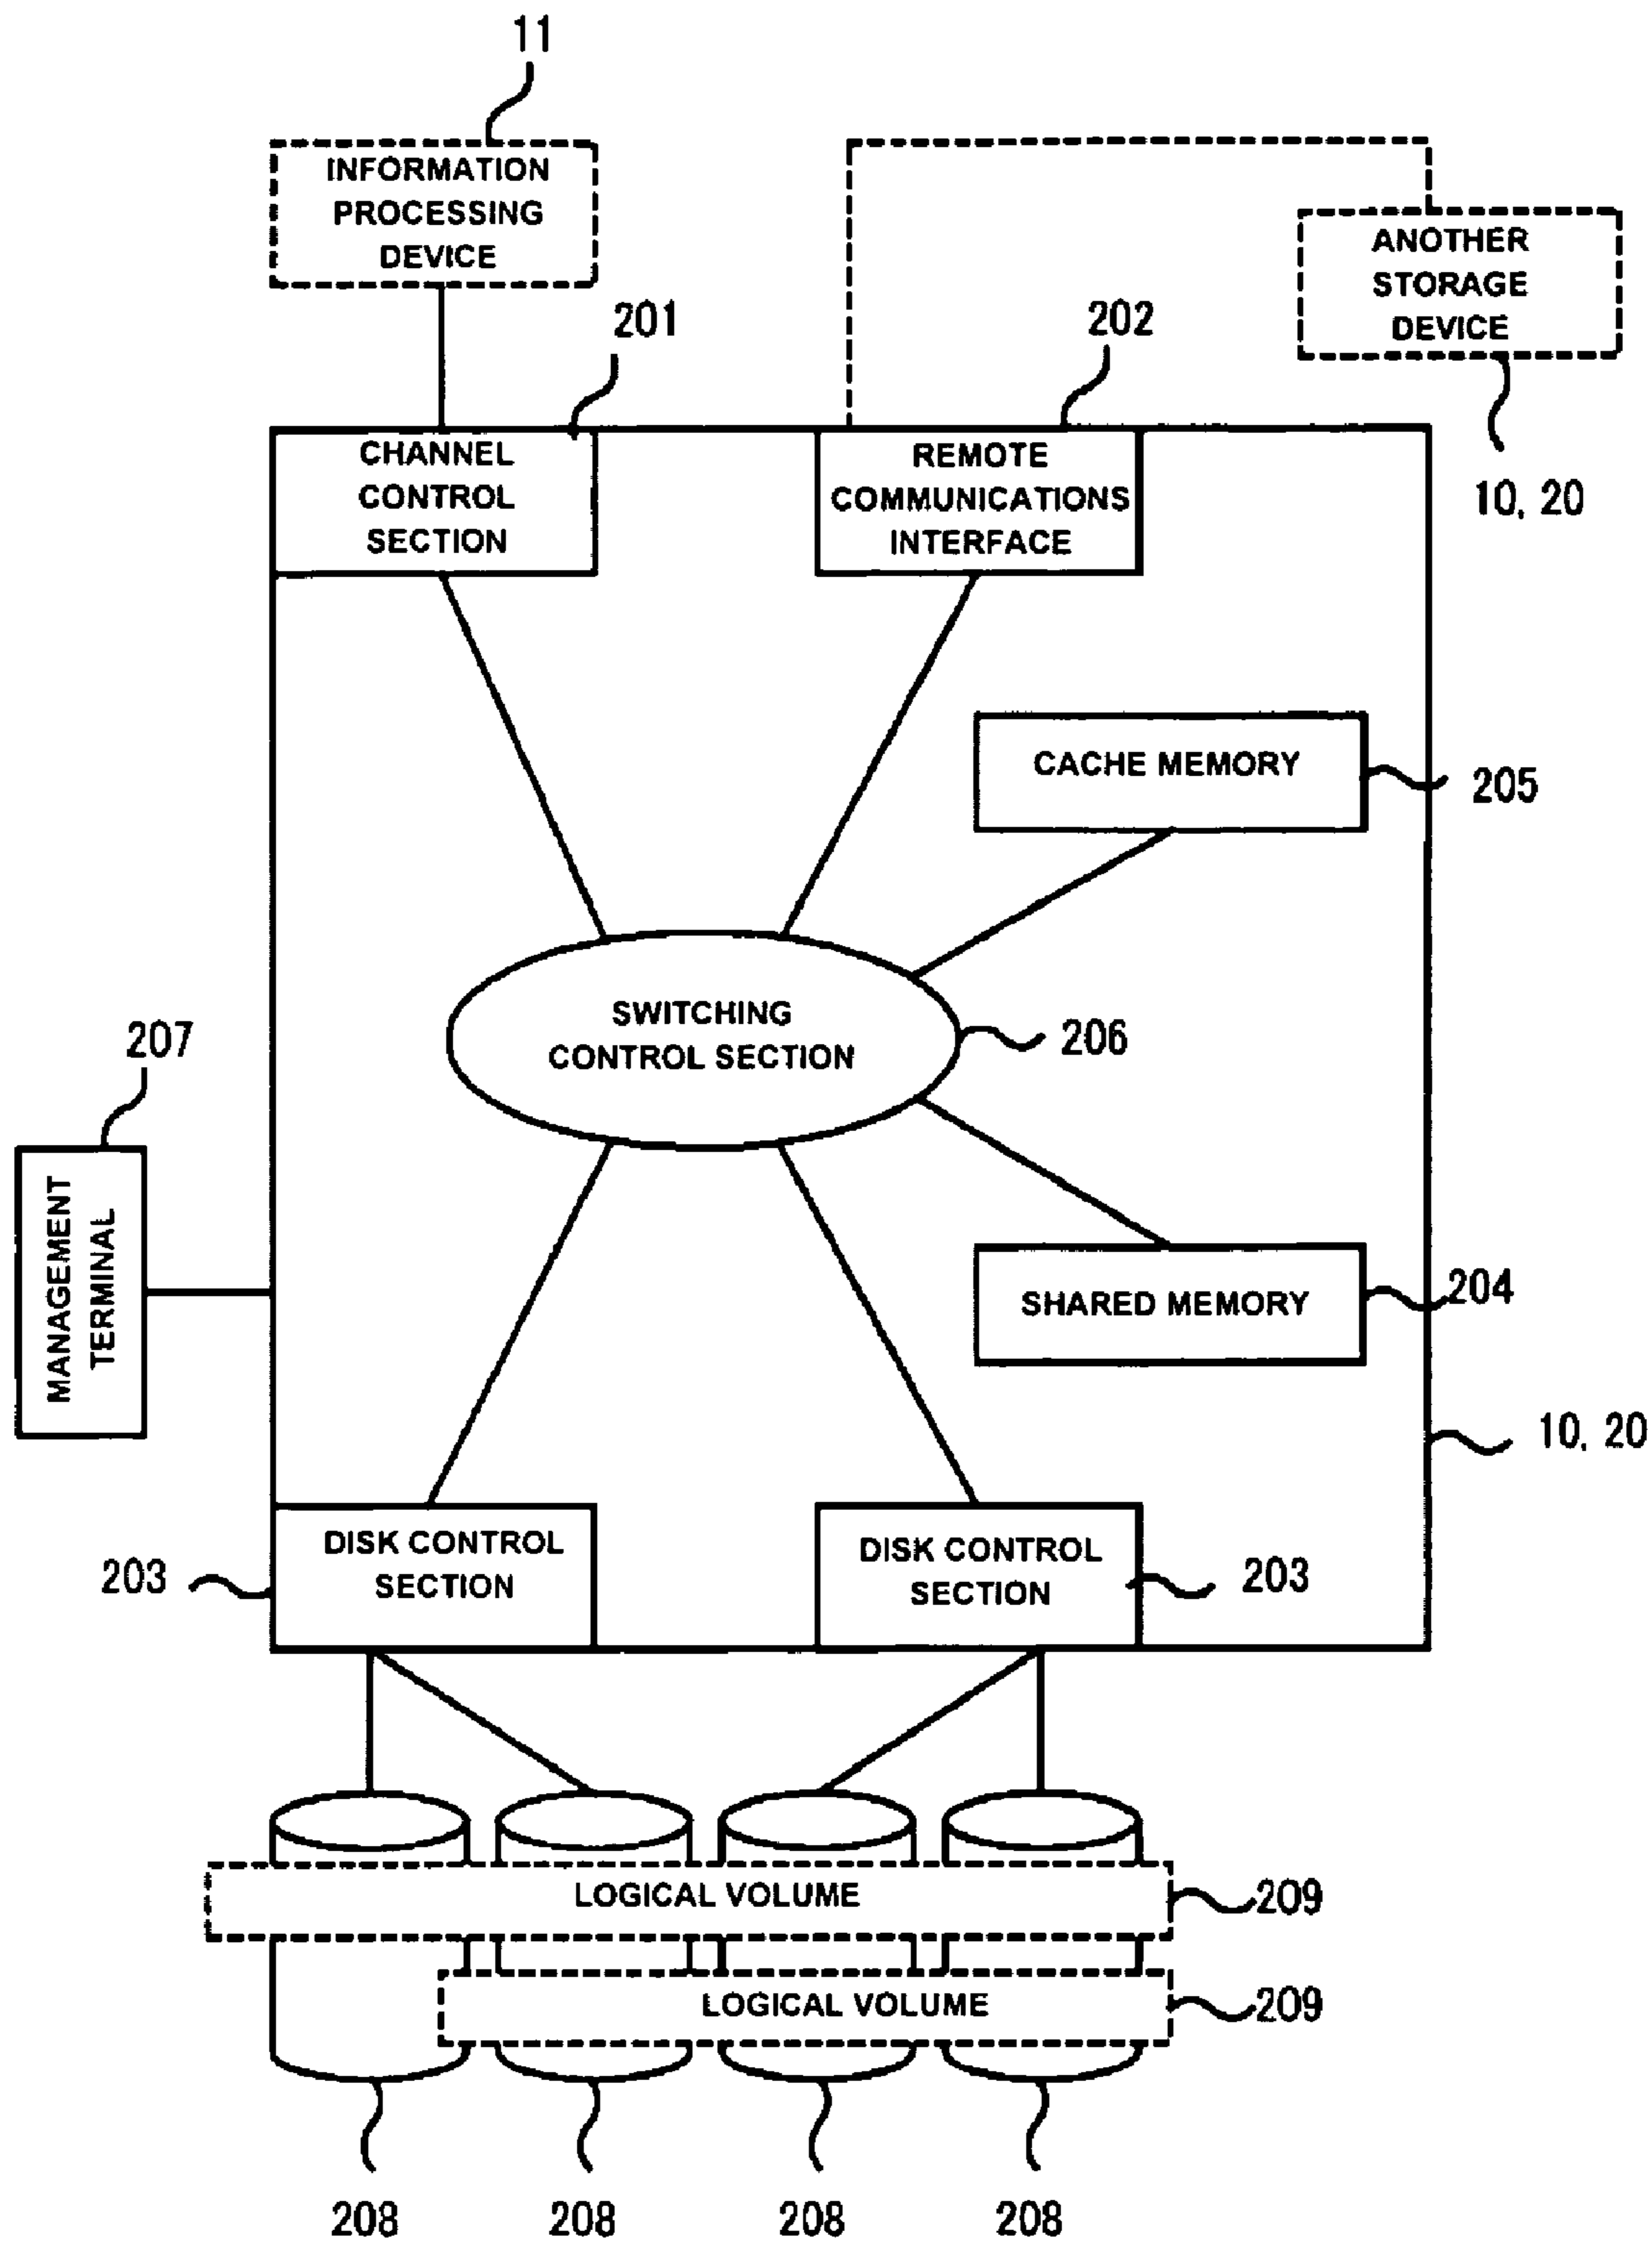 11
INFORMATION
PROCESSING
DEVICE
ANOTHER
STORAGE
DEVICE
201
202
10, 20
CHANNEL
CONTROL
SECTION
REMOTE
COMMUNICATIONS
INTERFACE
CACHE MEMORY
205
SWITCHING
CONTROL SECTION
206
207
MANAGEMENT
TERMINAL
SHARED MEMORY
204
10, 20
203
DISK CONTROL
SECTION
DISK CONTROL
SECTION
203
LOGICAL VOLUME
209
LOGICAL VOLUME
209
208
208
208
208